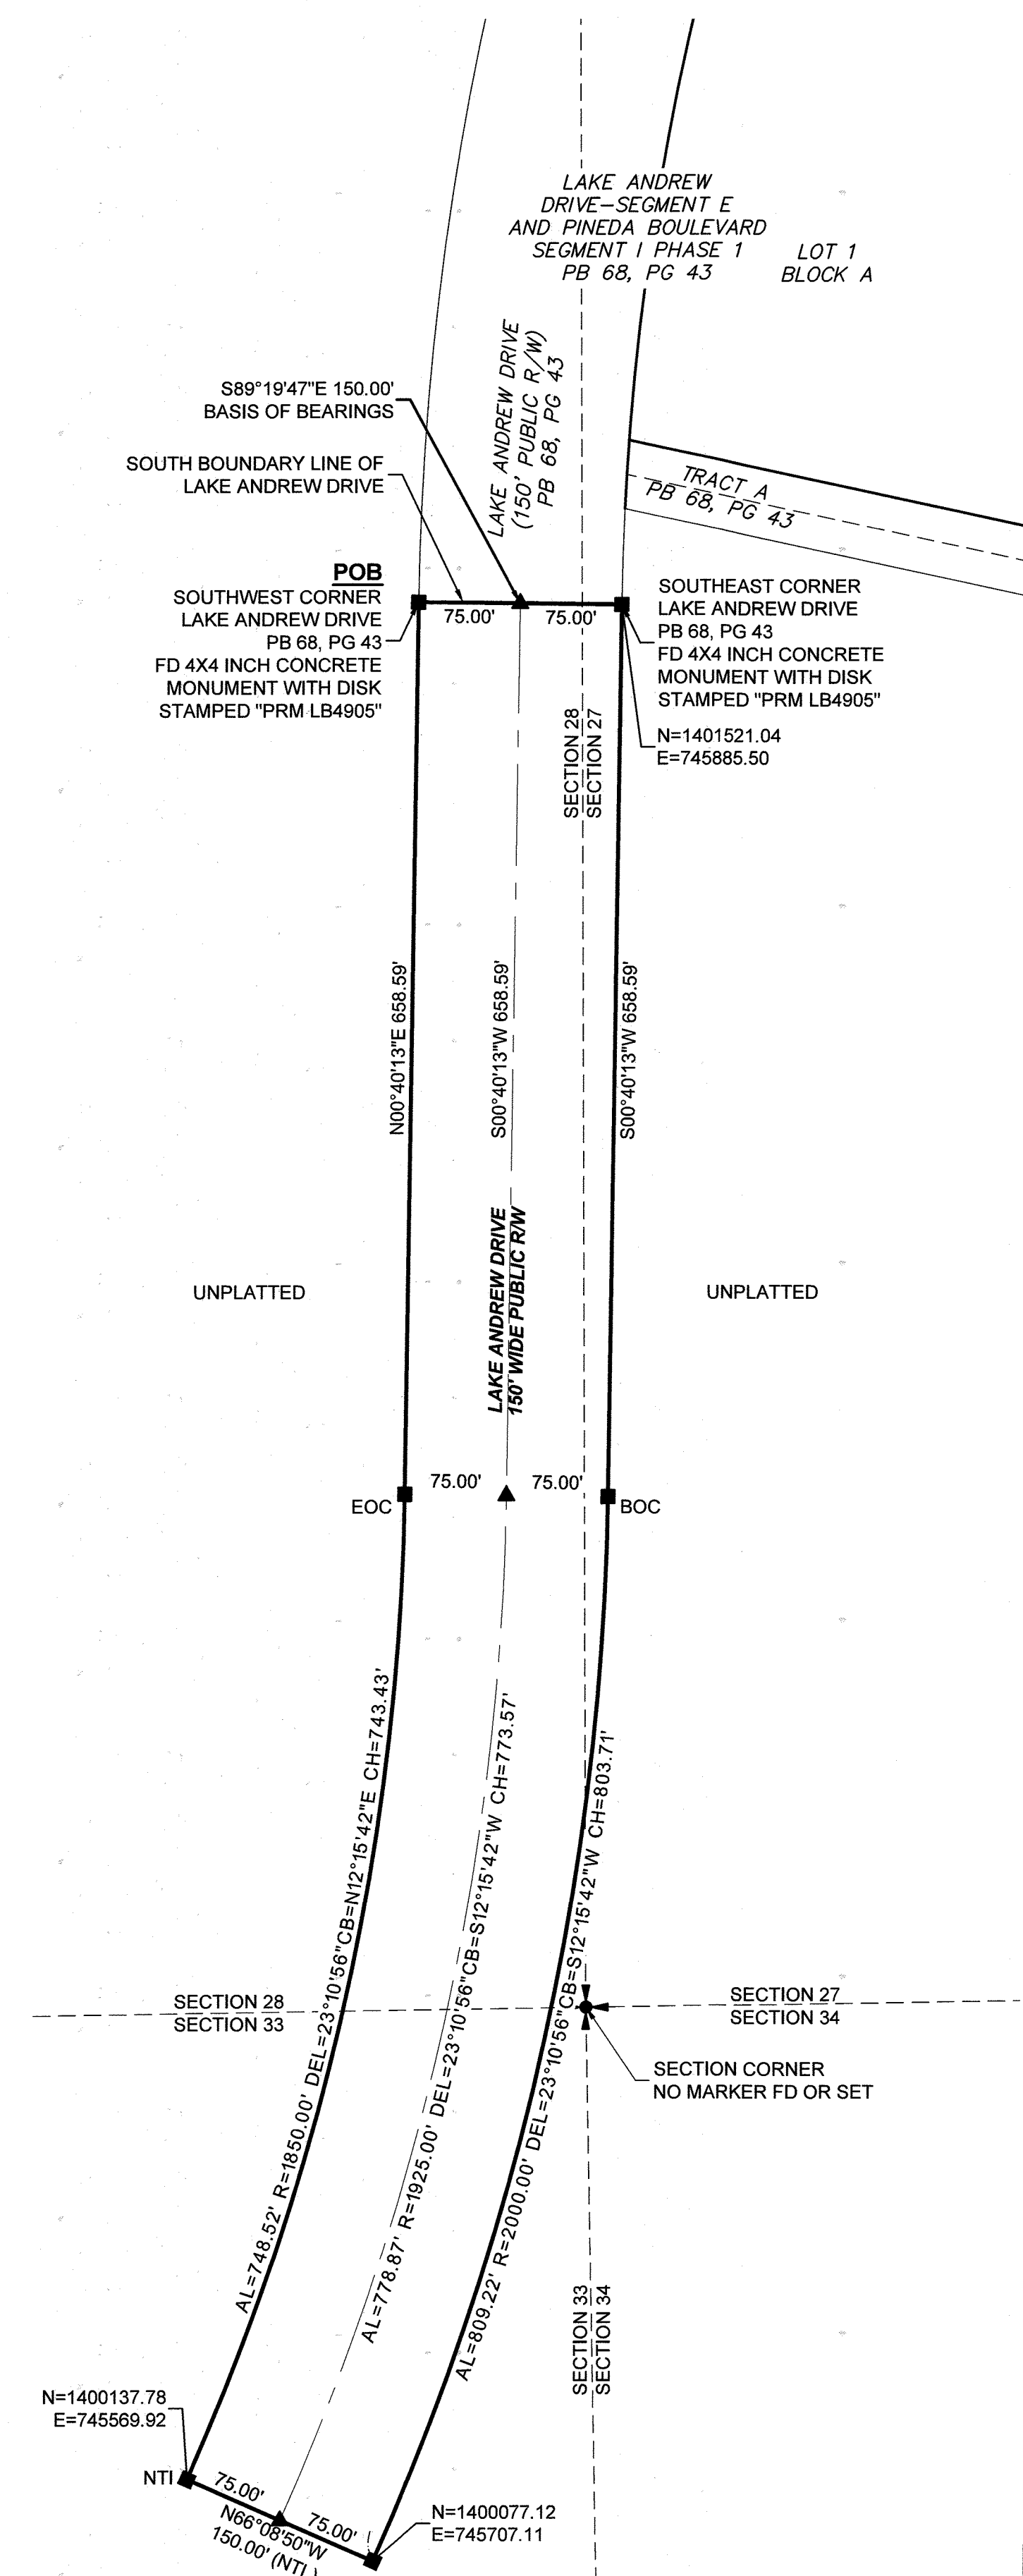 LAKE ANDREW
DRIVE-SEGMENT E
AND PINEDA BOULEVARD
SEGMENT I PHASE 1
PB 68, PG 43
LOT 1
BLOCK A
LAKE ANDREW DRIVE
(150' PUBLIC R/W)
PB 68, PG 43
S89°19'47"E 150.00'
BASIS OF BEARINGS
SOUTH BOUNDARY LINE OF
LAKE ANDREW DRIVE
TRACT A
PB 68, PG 43
POB
SOUTHWEST CORNER
LAKE ANDREW DRIVE
PB 68, PG 43
FD 4X4 INCH CONCRETE
MONUMENT WITH DISK
STAMPED "PRM LB4905"
75.00'
75.00'
SOUTHEAST CORNER
LAKE ANDREW DRIVE
PB 68, PG 43
FD 4X4 INCH CONCRETE
MONUMENT WITH DISK
STAMPED "PRM LB4905"
N=1401521.04
E=745885.50
SECTION 28
SECTION 27
N00°40'13"E 658.59'
S00°40'13"W 658.59'
S00°40'13"W 658.59'
LAKE ANDREW DRIVE
150' WIDE PUBLIC R/W
UNPLATTED
UNPLATTED
75.00'
75.00'
EOC
BOC
AL=748.52' R=1850.00' DEL=23°10'56"CB=N12°15'42"E CH=743.43'
AL=778.87' R=1925.00' DEL=23°10'56"CB=S12°15'42"W CH=773.57'
AL=809.22' R=2000.00' DEL=23°10'56"CB=S12°15'42"W CH=803.71'
SECTION 28
SECTION 33
SECTION 27
SECTION 34
SECTION CORNER
NO MARKER FD OR SET
SECTION 33
SECTION 34
N=1400137.78
E=745569.92
NTI
75.00'
75.00'
N66°08'50"W
150.00' (NTL)
N=1400077.12
E=745707.11